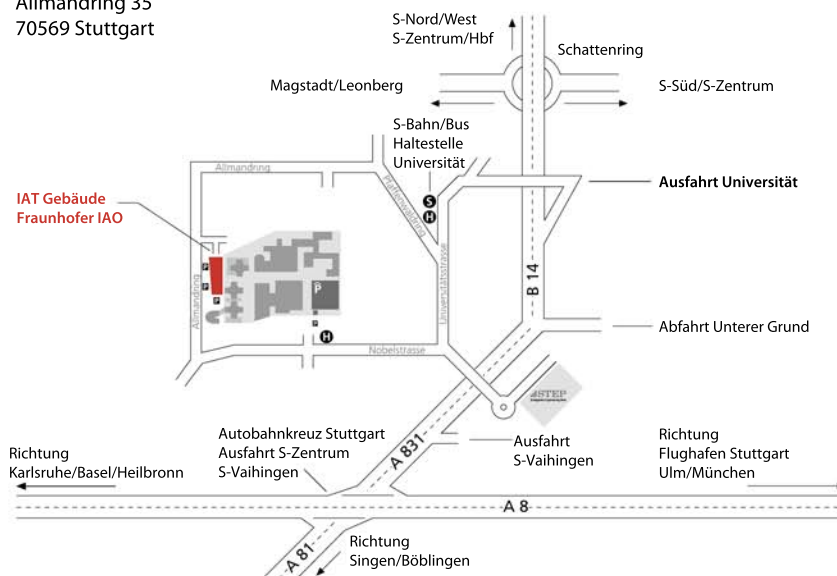 Allmandring 35
70569 Stuttgart
S-Nord/West
S-Zentrum/Hbf
Schattenring
Magstadt/Leonberg
S-Süd/S-Zentrum
S-Bahn/Bus
Haltestelle
Universität
Allmandring
Pfaffenwaldring
Ausfahrt Universität
IAT Gebäude
Fraunhofer IAO
S
H
Universitätsstrasse
B 14
Allmandring
P
P
P
P
H
Nobelstrasse
Abfahrt Unterer Grund
STEP
Autobahnkreuz Stuttgart
Ausfahrt S-Zentrum
S-Vaihingen
A 831
Ausfahrt
S-Vaihingen
Richtung
Flughafen Stuttgart
Ulm/München
Richtung
Karlsruhe/Basel/Heilbronn
A 8
A 81
Richtung
Singen/Böblingen